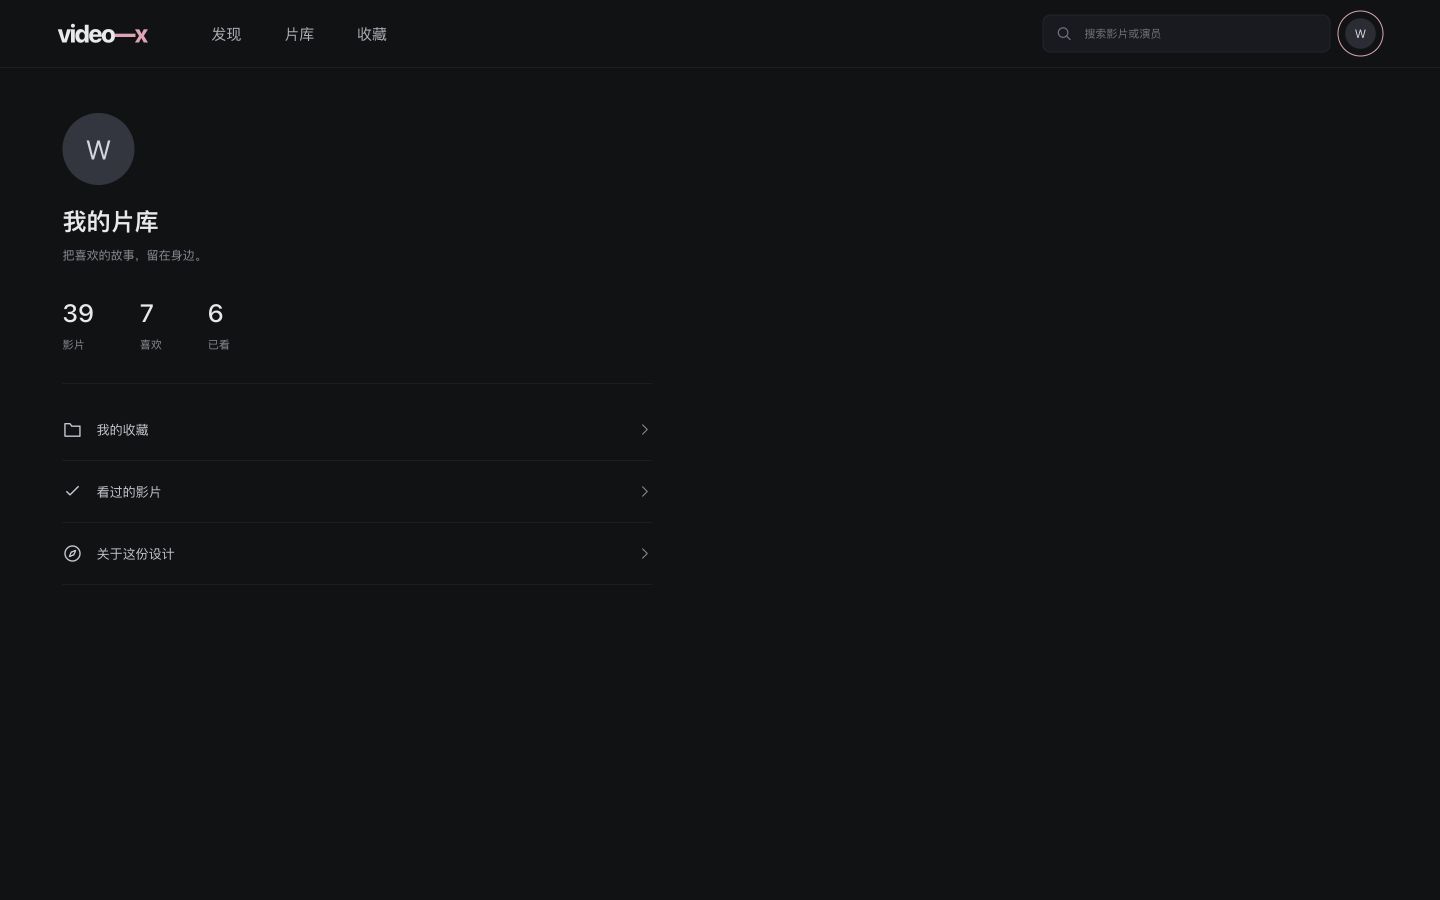 video—x
发现
片库
收藏
搜索影片或演员
W
W
我的片库
把喜欢的故事，留在身边。
39
7
6
影片
喜欢
已看
我的收藏
看过的影片
关于这份设计